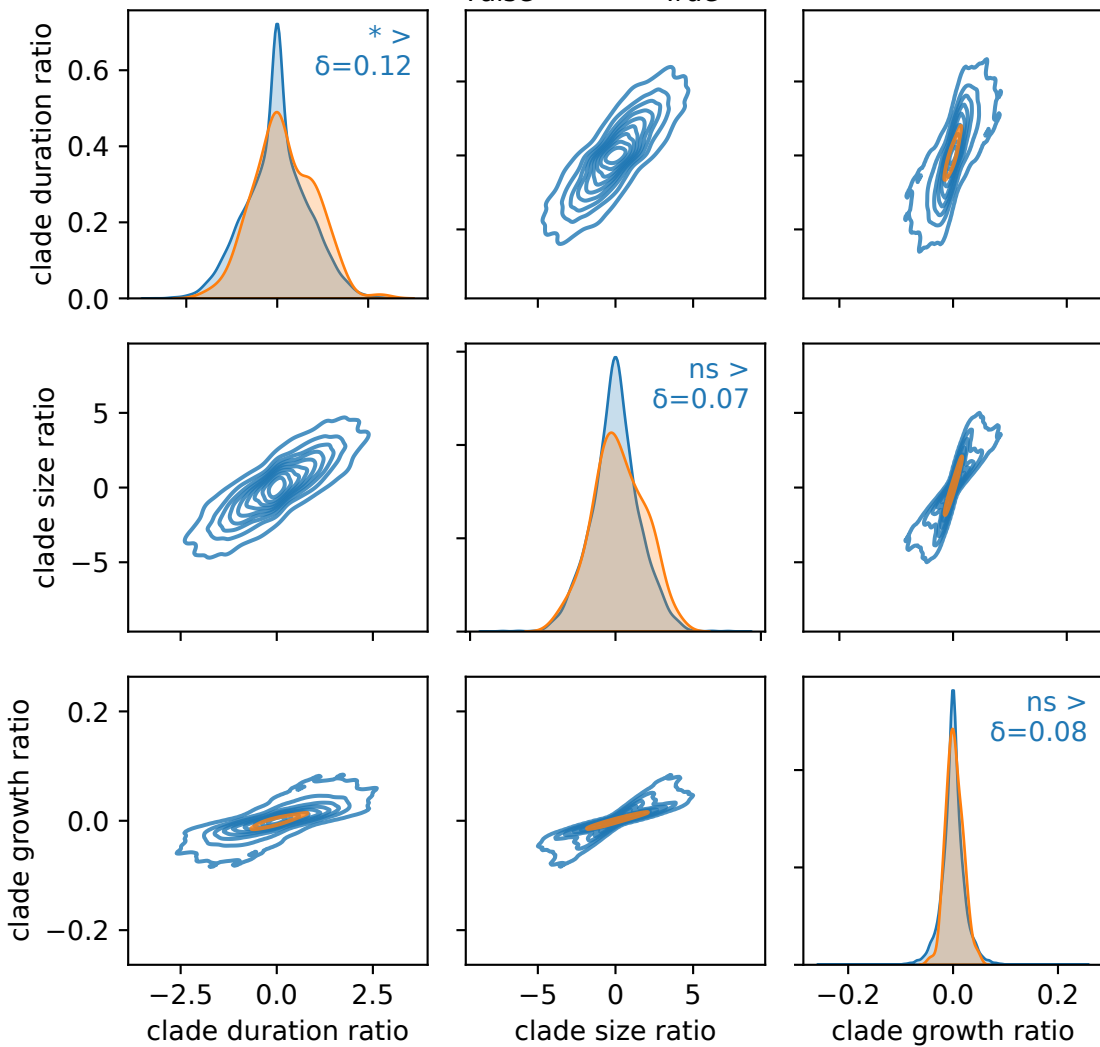 clade duration ratio
0.6
0.4
0.2
0.0
* >
δ=0.12
clade size ratio
5
0
−5
ns >
δ=0.07
clade growth ratio
0.2
0.0
−0.2
ns >
δ=0.08
−2.5 0.0 2.5
−5 0 5
−0.2 0.0 0.2
clade duration ratio
clade size ratio
clade growth ratio